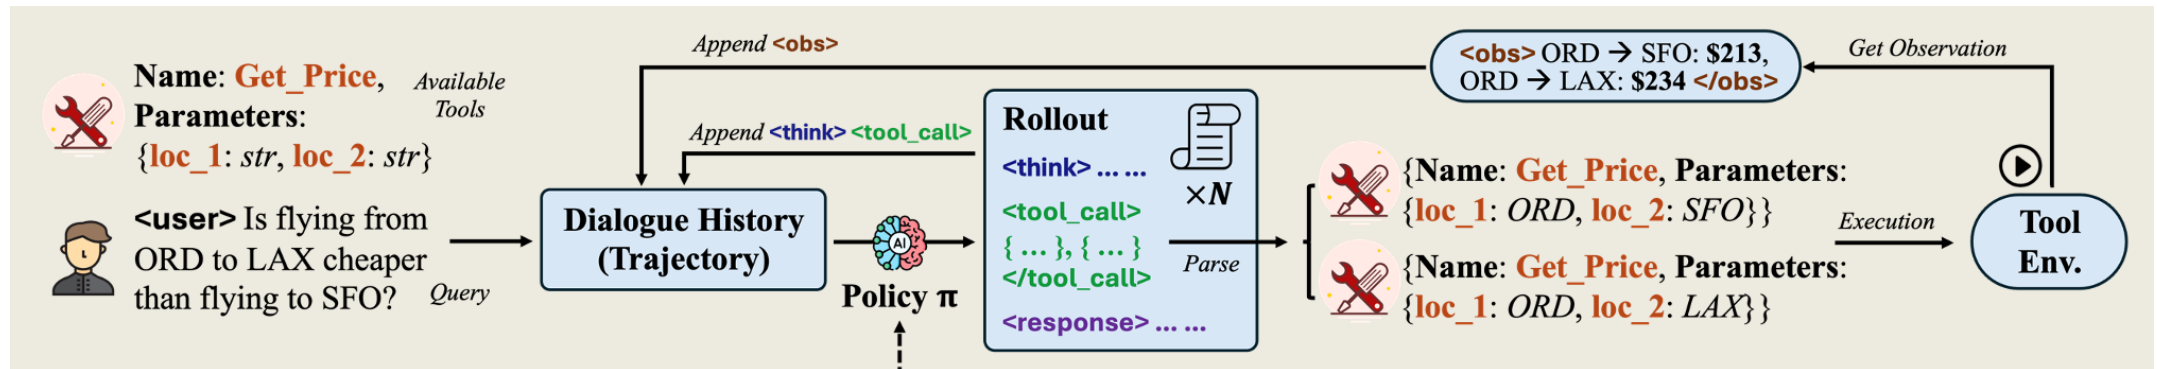 Name: Get_Price,
Parameters:
{loc_1: str, loc_2: str}
Available
Tools
<user> Is flying from
ORD to LAX cheaper
than flying to SFO?
Query
Append <obs>
Append <think> <tool_call>
Dialogue History
(Trajectory)
AI
Policy π
Rollout
×N
<think> ... ...
<tool_call>
{ ... }, { ... }
</tool_call>
<response> ... ...
Parse
{Name: Get_Price, Parameters:
{loc_1: ORD, loc_2: SFO}}
{Name: Get_Price, Parameters:
{loc_1: ORD, loc_2: LAX}}
Execution
Tool
Env.
Get Observation
<obs> ORD → SFO: $213,
ORD → LAX: $234 </obs>